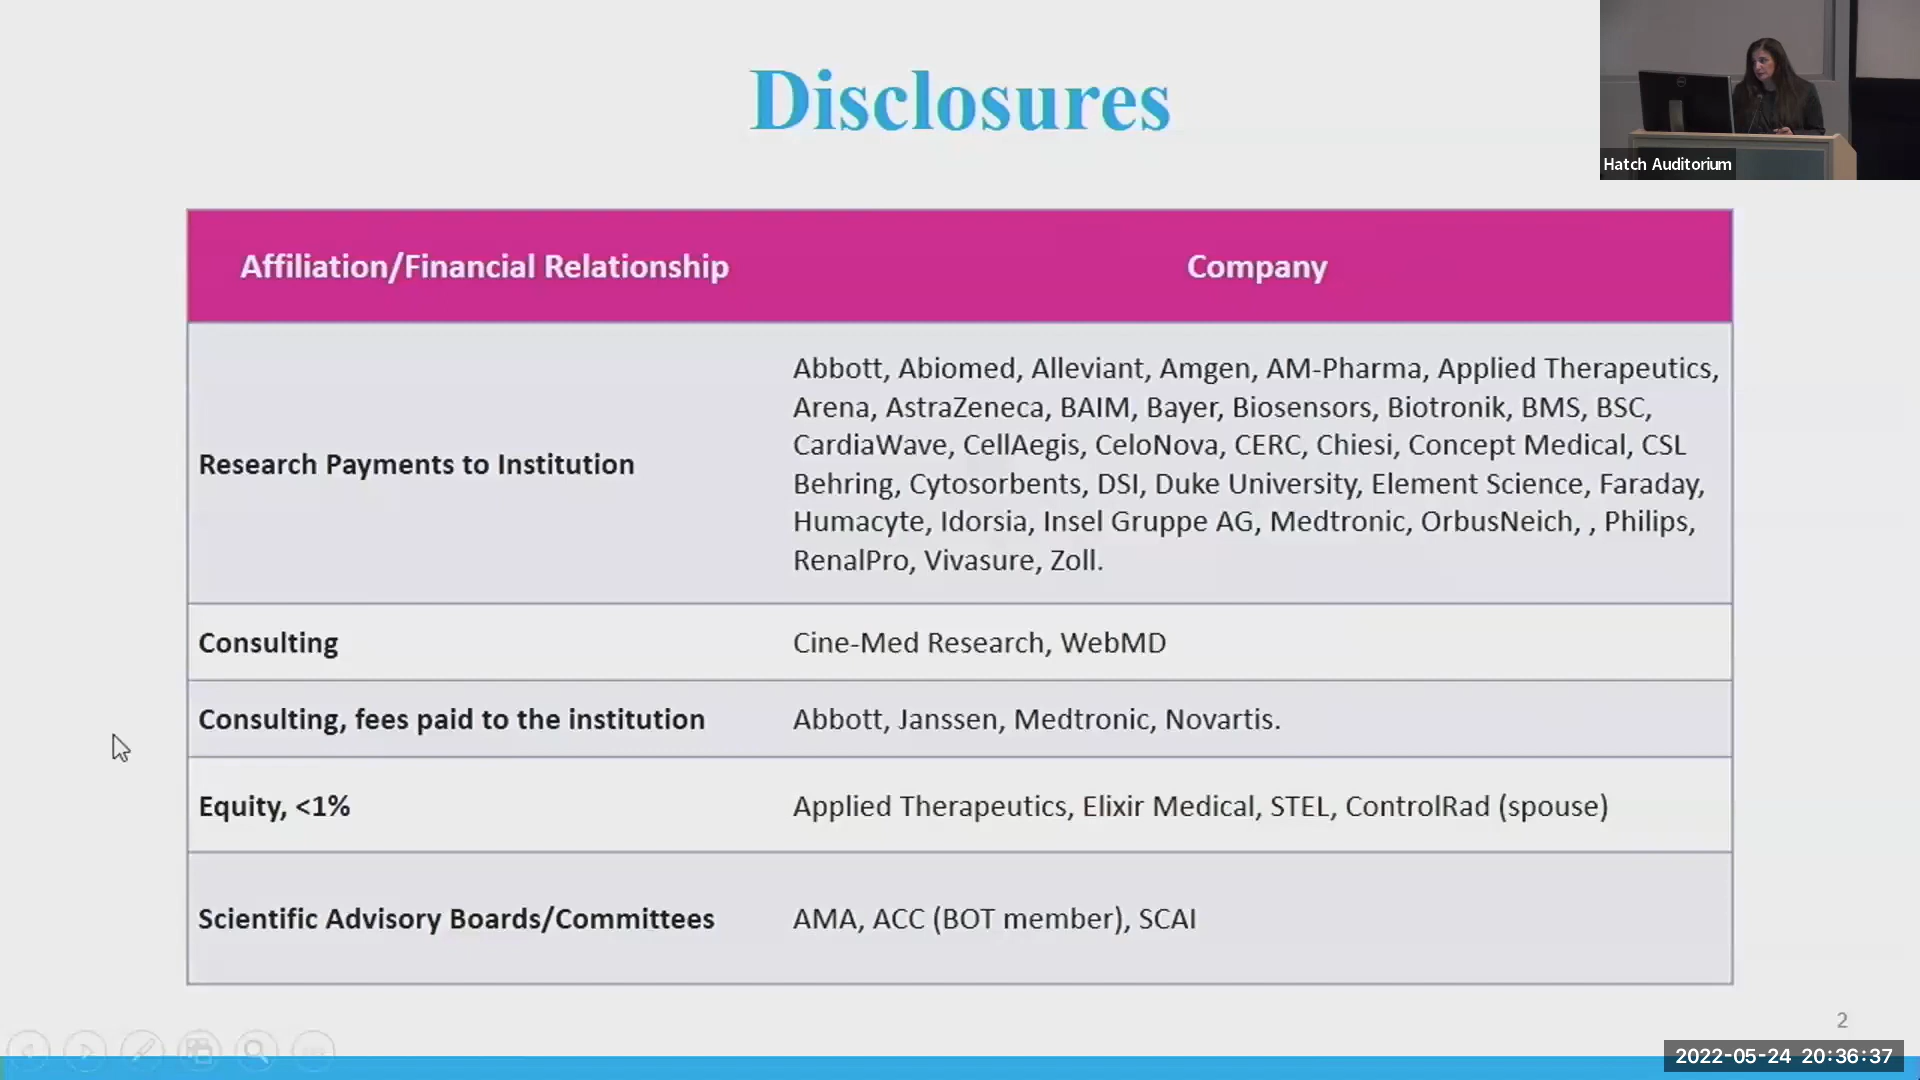 Disclosures
Hatch Auditorium
Affiliation/Financial Relationship
Company
Research Payments to Institution
Abbott, Abiomed, Alleviant, Amgen, AM-Pharma, Applied Therapeutics,
Arena, AstraZeneca, BAIM, Bayer, Biosensors, Biotronik, BMS, BSC,
CardiaWave, CellAegis, CeloNova, CERC, Chiesi, Concept Medical, CSL
Behring, Cytosorbents, DSI, Duke University, Element Science, Faraday,
Humacyte, Idorsia, Insel Gruppe AG, Medtronic, OrbusNeich, , Philips,
RenalPro, Vivasure, Zoll.
Consulting
Cine-Med Research, WebMD
Consulting, fees paid to the institution
Abbott, Janssen, Medtronic, Novartis.
Equity, <1%
Applied Therapeutics, Elixir Medical, STEL, ControlRad (spouse)
Scientific Advisory Boards/Committees
AMA, ACC (BOT member), SCAI
2
2022-05-24 20:36:37